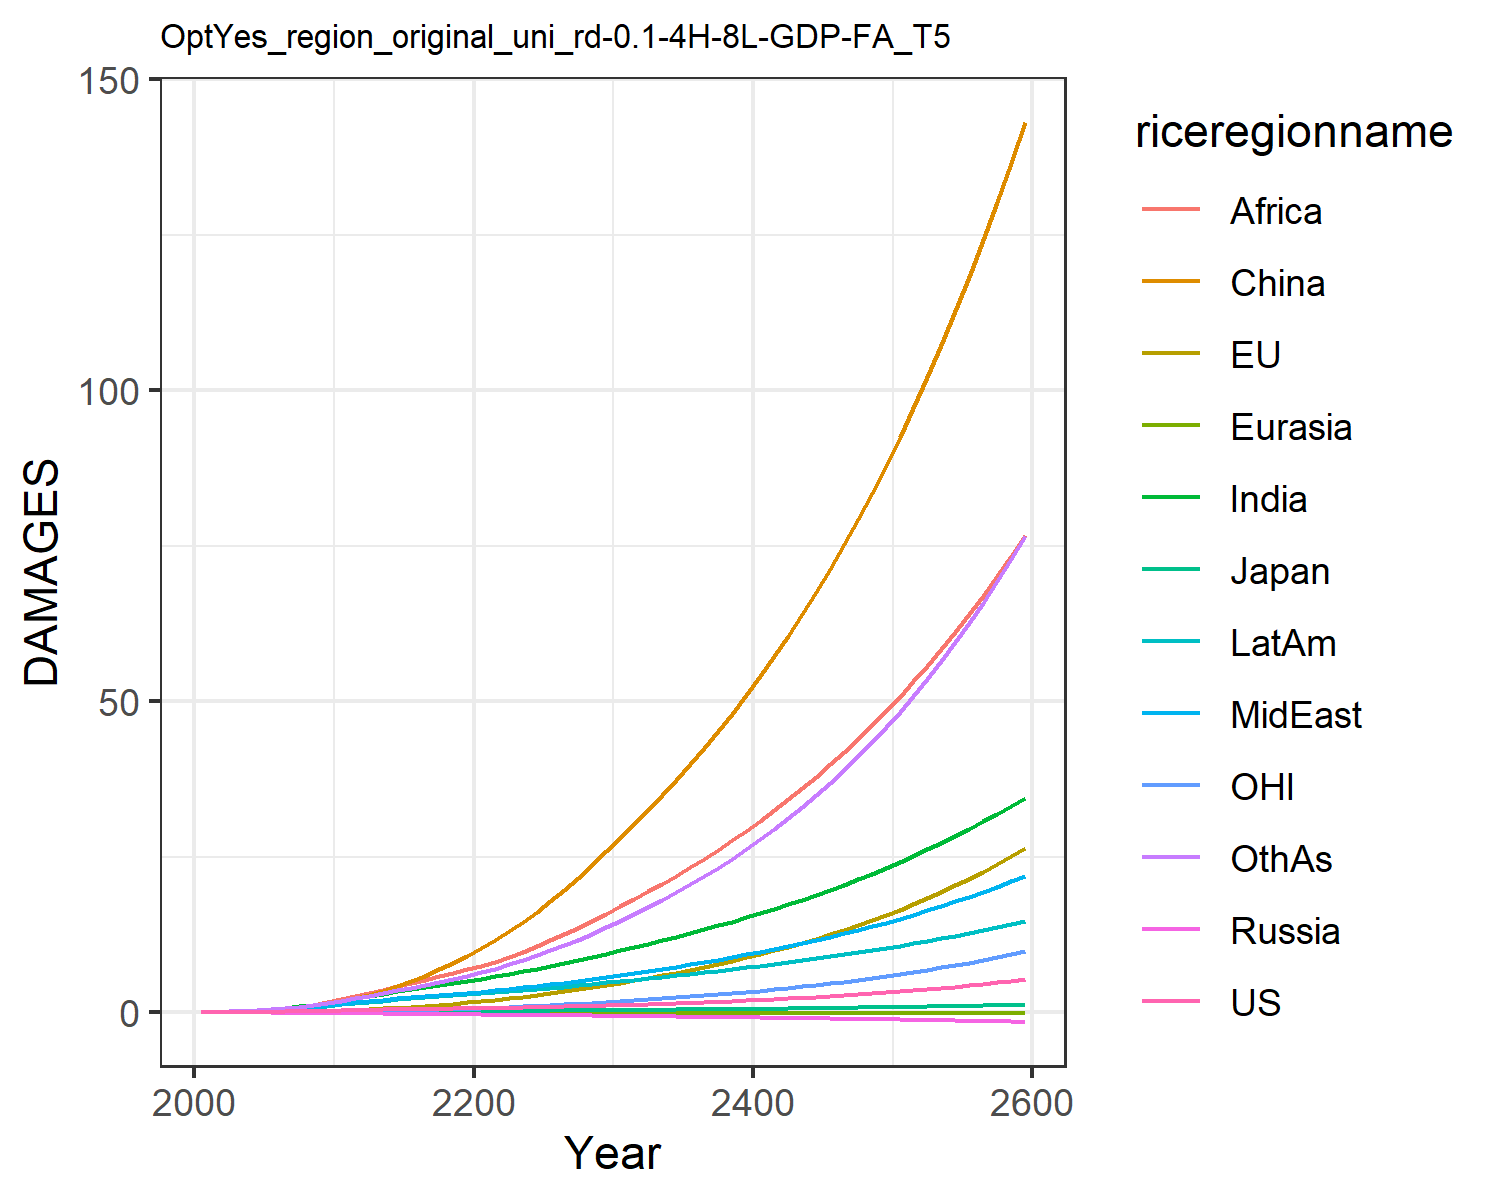 OptYes_region_original_uni_rd-0.1-4H-8L-GDP-FA_T5
150
100
50
0
DAMAGES
2000 2200 2400 2600
Year
riceregionname
Africa
China
EU
Eurasia
India
Japan
LatAm
MidEast
OHI
OthAs
Russia
US